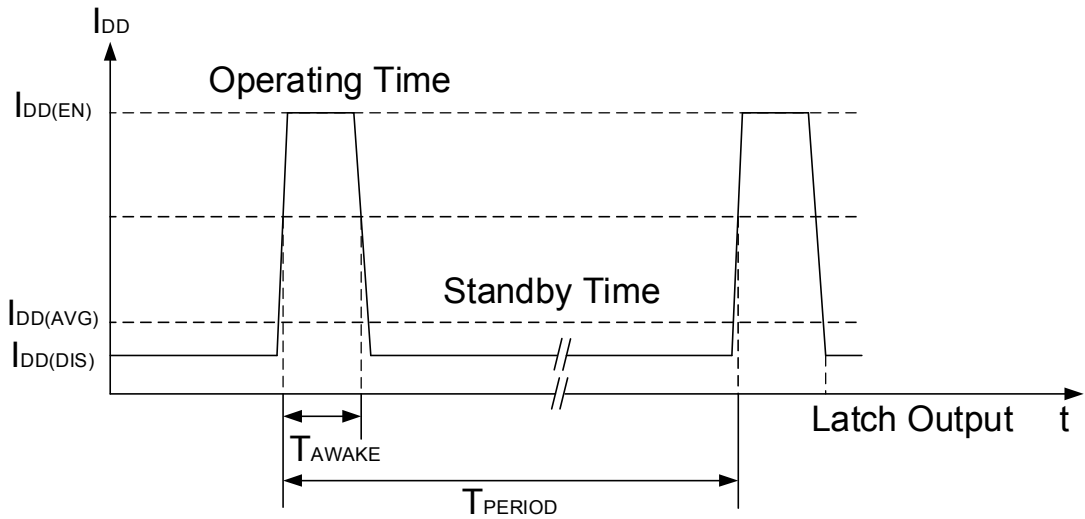 IDD
Operating Time
IDD(EN)
Standby Time
IDD(AVG)
IDD(DIS)
Latch Output t
TAWAKE
TPERIOD